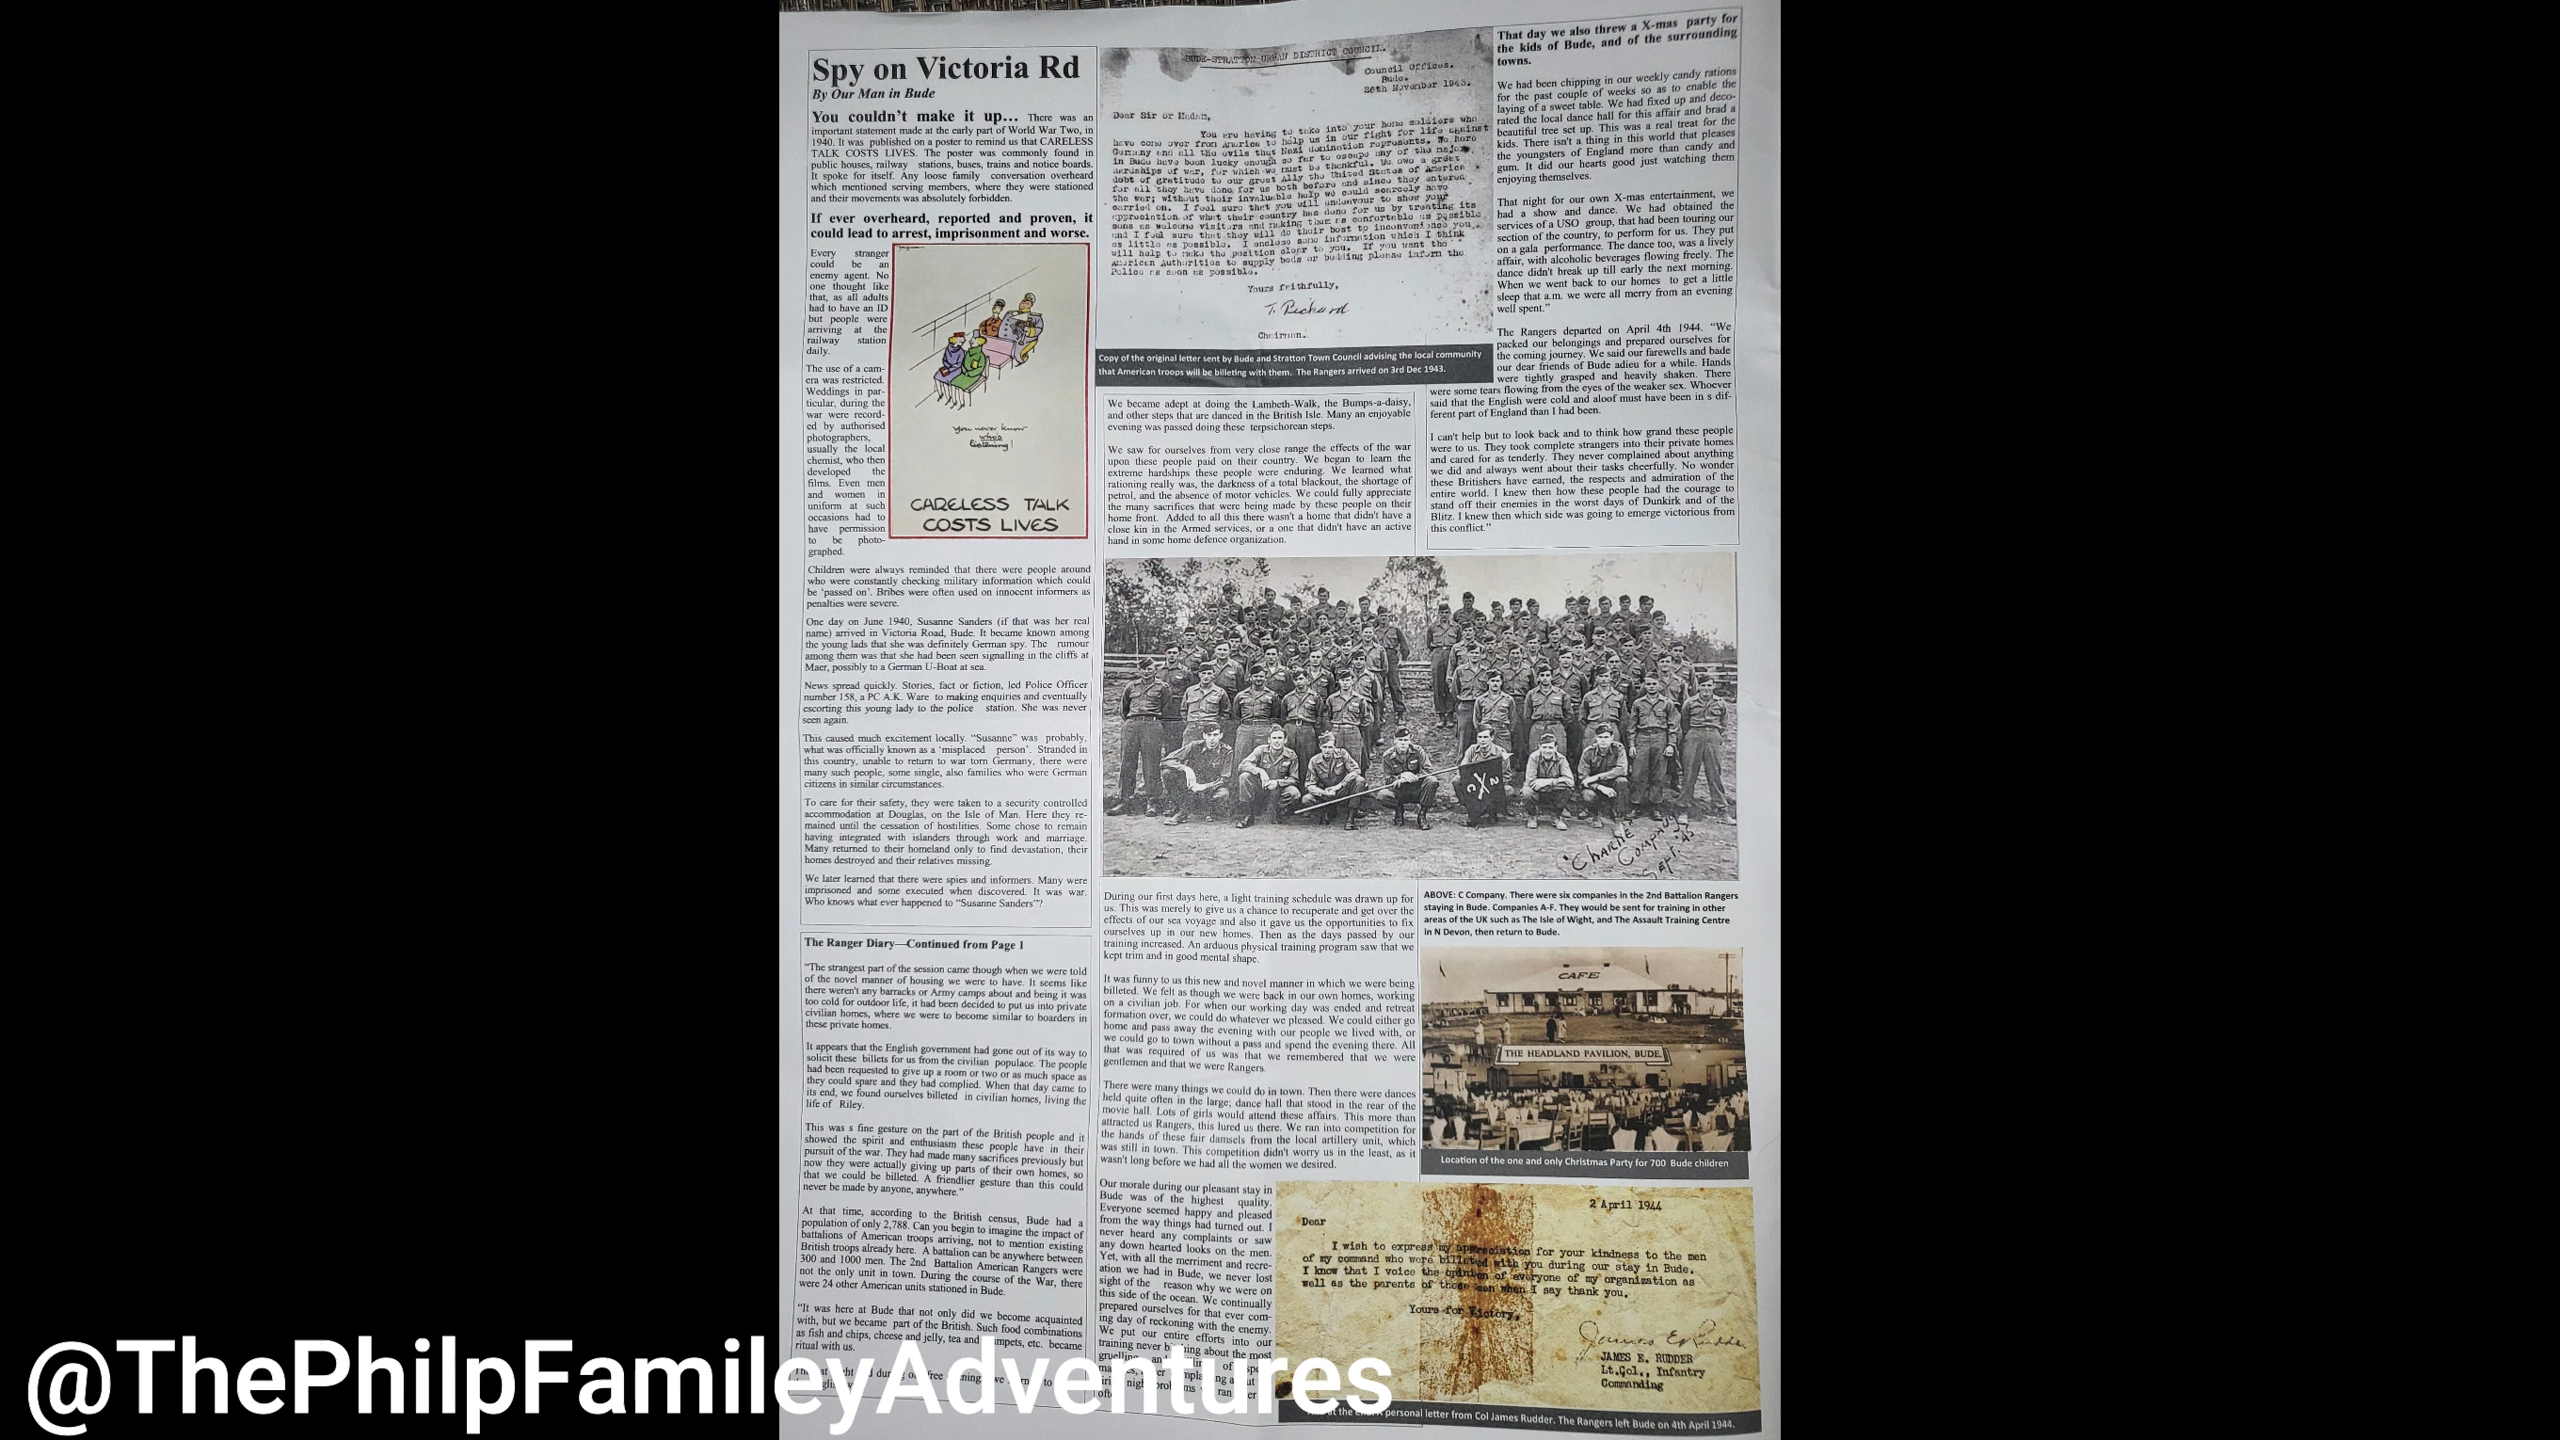 Spy on Victoria Rd
By Our Man in Bude
You couldn't make it up... There was an
important statement made at the early part of World War Two, in
1940. It was published on a poster to remind us that CARELESS
TALK COSTS LIVES. The poster was commonly found in
public houses, railway stations, buses, trains and notice boards.
It spoke for itself. Any loose family conversation overheard
which mentioned serving members, where they were stationed
and their movements was absolutely forbidden.
If ever overheard, reported and proven, it
could lead to arrest, imprisonment and worse.
Every stranger
could be an
enemy agent. No
one thought like
that, as all adults
had to have an ID
but people were
arriving at the
railway station
daily.
The use of a cam-
era was restricted.
Weddings in par-
ticular, during the
war were record-
ed by authorised
photographers,
usually the local
chemist, who then
developed the
films. Even men
and women in
uniform at such
occasions had to
have permission
to be photo-
graphed.
You never know
who's
listening!
CARELESS TALK
COSTS LIVES
Children were always reminded that there were people around
who were constantly checking military information which could
be 'passed on'. Bribes were often used on innocent informers as
penalties were severe.
One day on June 1940, Susanne Sanders (if that was her real
name) arrived in Victoria Road, Bude. It became known among
the young lads that she was definitely German spy. The rumour
among them was that she had been seen signalling in the cliffs at
Maer, possibly to a German U-Boat at sea.
News spread quickly. Stories, fact or fiction, led Police Officer
number 158, a PC A.K. Ware to making enquiries and eventually
escorting this young lady to the police station. She was never
seen again.
This caused much excitement locally. "Susanne" was probably,
what was officially known as a 'misplaced person'. Stranded in
this country, unable to return to war torn Germany, there were
many such people, some single, also families who were German
citizens in similar circumstances.
To care for their safety, they were taken to a security controlled
accommodation at Douglas, on the Isle of Man. Here they re-
mained until the cessation of hostilities. Some chose to remain
having integrated with islanders through work and marriage.
Many returned to their homeland only to find devastation, their
homes destroyed and their relatives missing.
We later learned that there were spies and informers. Many were
imprisoned and some executed when discovered. It was war.
Who knows what ever happened to "Susanne Sanders"?
The Ranger Diary—Continued from Page 1
"The strangest part of the session came though when we were told
of the novel manner of housing we were to have. It seems like
there weren't any barracks or Army camps about and being it was
too cold for outdoor life, it had been decided to put us into private
civilian homes, where we were to become similar to boarders in
these private homes.
It appears that the English government had gone out of its way to
solicit these billets for us from the civilian populace. The people
had been requested to give up a room or two or as much space as
they could spare and they had complied. When that day came to
its end, we found ourselves billeted in civilian homes, living the
life of Riley.
This was s fine gesture on the part of the British people and it
showed the spirit and enthusiasm these people have in their
pursuit of the war. They had made many sacrifices previously but
now they were actually giving up parts of their own homes, so
that we could be billeted. A friendlier gesture than this could
never be made by anyone, anywhere."
At that time, according to the British census, Bude had a
population of only 2,788. Can you begin to imagine the impact of
battalions of American troops arriving, not to mention existing
British troops already here. A battalion can be anywhere between
300 and 1000 men. The 2nd Battalion American Rangers were
not the only unit in town. During the course of the War, there
were 24 other American units stationed in Bude.
"It was here at Bude that not only did we become acquainted
with, but we became part of the British. Such food combinations
as fish and chips, cheese and jelly, tea and
ritual with us.
BUDE-STRATTON URBAN DISTRICT COUNCIL.
Council Offices.
Bude.
26th November 1943.
Dear Sir or Madam,
You are having to take into your home soldiers who
have come over from America to help us in our fight for life against
Germany and all the evils that Nazi domination represents. We here
in Bude have been lucky enough so far to escape any of the major
hardships of war, for which we must be thankful. We owe a great
debt of gratitude to our great Ally the United States of America
for all they have done for us both before and since they entered
the war; without their invaluable help we could scarcely have
carried on. I feel sure that you will endeavour to show your
appreciation of what their country has done for us by treating its
sons as welcome visitors and making them as comfortable as possible
and I feel sure that they will do their best to inconvenience you
as little as possible. I enclose some information which I think
will help to make the position clear to you. If you want the
American Authorities to supply beds or bedding please inform the
Police as soon as possible.
Yours faithfully,
Chairman.
Copy of the original letter sent by Bude and Stratton Town Council advising the local community
that American troops will be billeting with them. The Rangers arrived on 3rd Dec 1943.
We became adept at doing the Lambeth-Walk, the Bumps-a-daisy,
and other steps that are danced in the British Isle. Many an enjoyable
evening was passed doing these terpsichorean steps.
We saw for ourselves from very close range the effects of the war
upon these people paid on their country. We began to learn the
extreme hardships these people were enduring. We learned what
rationing really was, the darkness of a total blackout, the shortage of
petrol, and the absence of motor vehicles. We could fully appreciate
the many sacrifices that were being made by these people on their
home front. Added to all this there wasn't a home that didn't have a
close kin in the Armed services, or a one that didn't have an active
hand in some home defence organization.
That day we also threw a X-mas party for
the kids of Bude, and of the surrounding
towns.
We had been chipping in our weekly candy rations
for the past couple of weeks so as to enable the
laying of a sweet table. We had fixed up and deco-
rated the local dance hall for this affair and brad a
beautiful tree set up. This was a real treat for the
kids. There isn't a thing in this world that pleases
the youngsters of England more than candy and
gum. It did our hearts good just watching them
enjoying themselves.
That night for our own X-mas entertainment, we
had a show and dance. We had obtained the
services of a USO group, that had been touring our
section of the country, to perform for us. They put
on a gala performance. The dance too, was a lively
affair, with alcoholic beverages flowing freely. The
dance didn't break up till early the next morning.
When we went back to our homes to get a little
sleep that a.m. we were all merry from an evening
well spent."
The Rangers departed on April 4th 1944. "We
packed our belongings and prepared ourselves for
the coming journey. We said our farewells and bade
our dear friends of Bude adieu for a while. Hands
were tightly grasped and heavily shaken. There
were some tears flowing from the eyes of the weaker sex. Whoever
said that the English were cold and aloof must have been in s dif-
ferent part of England than I had been.
I can't help but to look back and to think how grand these people
were to us. They took complete strangers into their private homes
and cared for as tenderly. They never complained about anything
we did and always went about their tasks cheerfully. No wonder
these Britishers have earned, the respects and admiration of the
entire world. I knew then how these people had the courage to
stand off their enemies in the worst days of Dunkirk and of the
Blitz. I knew then which side was going to emerge victorious from
this conflict."
"Charlie"
Company
Sept. '43
During our first days here, a light training schedule was drawn up for
us. This was merely to give us a chance to recuperate and get over the
effects of our sea voyage and also it gave us the opportunities to fix
ourselves up in our new homes. Then as the days passed by our
training increased. An arduous physical training program saw that we
kept trim and in good mental shape.
It was funny to us this new and novel manner in which we were being
billeted. We felt as though we were back in our own homes, working
on a civilian job. For when our working day was ended and retreat
formation over, we could do whatever we pleased. We could either go
home and pass away the evening with our people we lived with, or
we could go to town without a pass and spend the evening there. All
that was required of us was that we remembered that we were
gentlemen and that we were Rangers.
There were many things we could do in town. Then there were dances
held quite often in the large; dance hall that stood in the rear of the
movie hall. Lots of girls would attend these affairs. This more than
attracted us Rangers, this lured us there. We ran into competition for
the hands of these fair damsels from the local artillery unit, which
was still in town. This competition didn't worry us in the least, as it
wasn't long before we had all the women we desired.
Our morale during our pleasant stay in
Bude was of the highest quality.
Everyone seemed happy and pleased
from the way things had turned out. I
never heard any complaints or saw
any down hearted looks on the men.
Yet, with all the merriment and recre-
ation we had in Bude, we never lost
sight of the reason why we were on
this side of the ocean. We continually
prepared ourselves for that ever com-
ing day of reckoning with the enemy.
We put our entire efforts into our
training never about the most
ABOVE: C Company. There were six companies in the 2nd Battalion Rangers
staying in Bude. Companies A-F. They would be sent for training in other
areas of the UK such as The Isle of Wight, and The Assault Training Centre
in N Devon, then return to Bude.
CAFE
THE HEADLAND PAVILION, BUDE.
Location of the one and only Christmas Party for 700 Bude children
2 April 1944
Dear
I wish to express my appreciation for your kindness to the men
of my command who were billeted with you during our stay in Bude.
I know that I voice the opinion of everyone of my organization as
well as the parents of these men when I say thank you.
Yours for Victory,
James E Rudder
JAMES E. RUDDER
Lt.Col., Infantry
Commanding
personal letter from Col James Rudder. The Rangers left Bude on 4th April 1944.
@ThePhilpFamileyAdventures